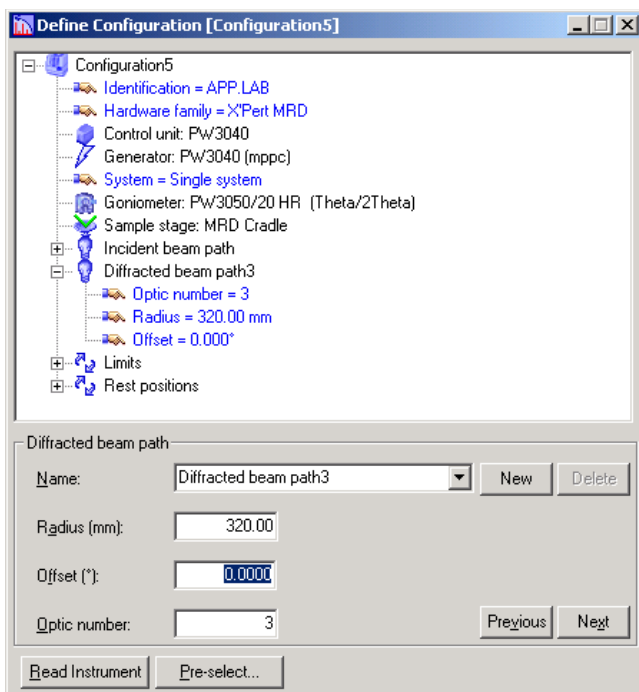 Define Configuration [Configuration5]
Configuration5
Identification = APP.LAB
Hardware family = X'Pert MRD
Control unit: PW3040
Generator: PW3040 (mppc)
System = Single system
Goniometer: PW3050/20 HR (Theta/2Theta)
Sample stage: MRD Cradle
Incident beam path
Diffracted beam path3
Optic number = 3
Radius = 320.00 mm
Offset = 0.000°
Limits
Rest positions
Diffracted beam path
Name: Diffracted beam path3 New Delete
Radius (mm): 320.00
Offset (°): 0.0000
Optic number: 3 Previous Next
Read Instrument Pre-select...